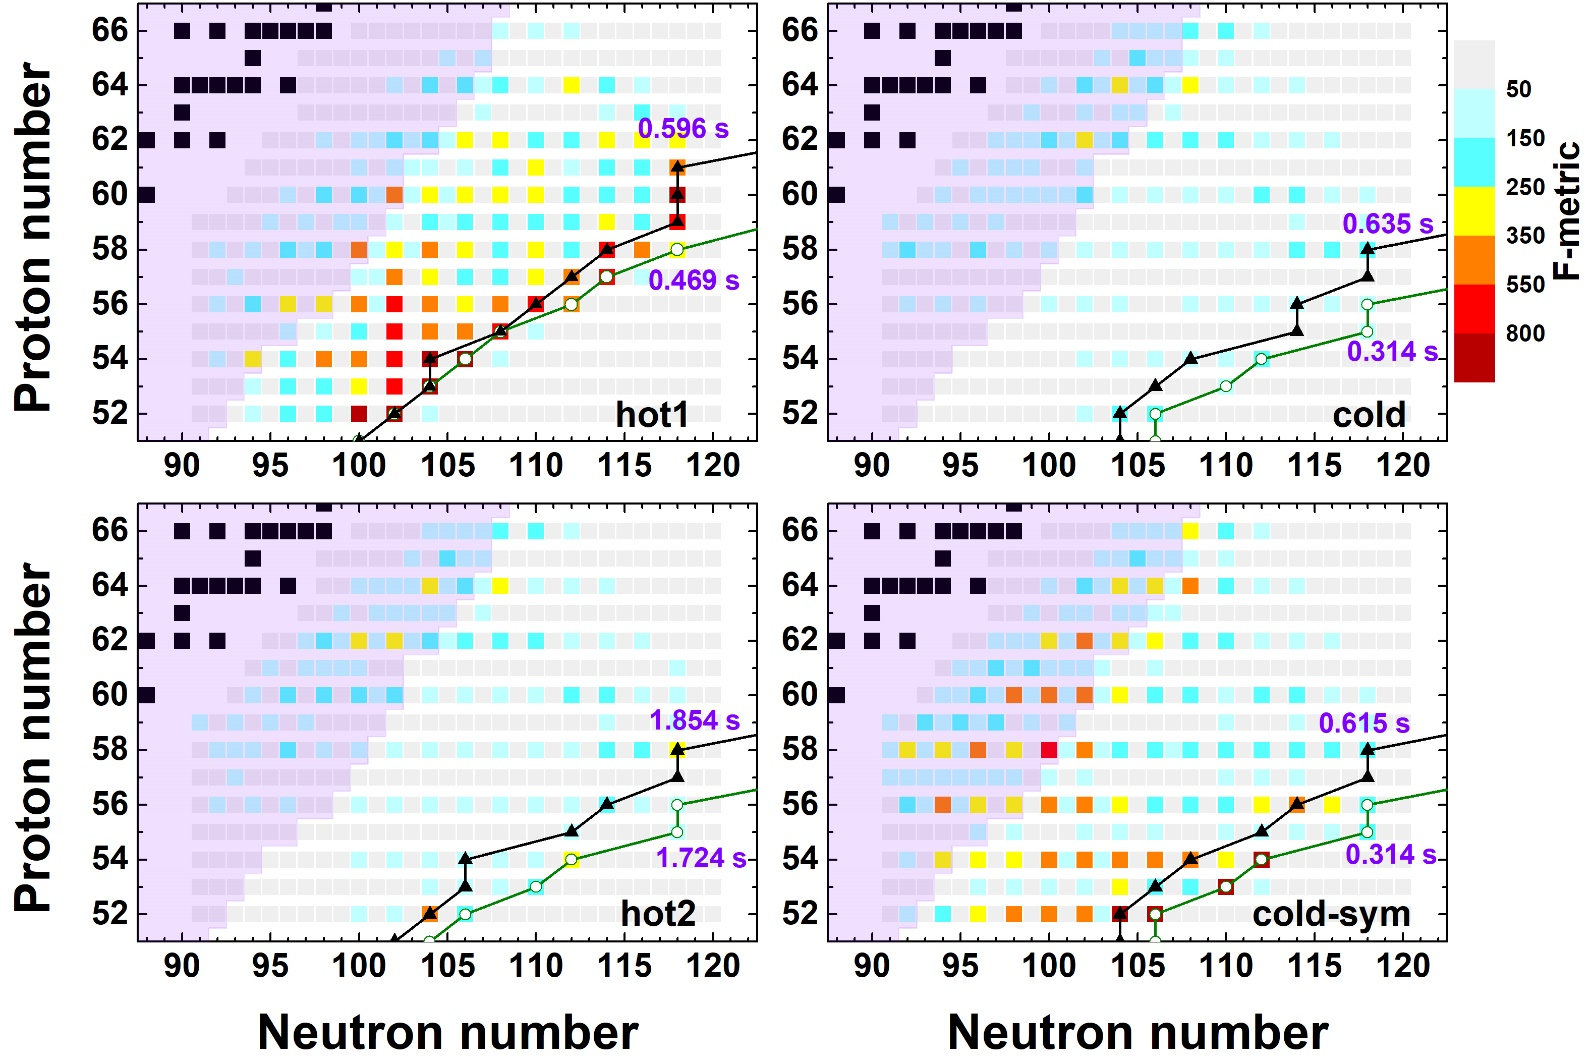 Proton number
66
64
62
60
58
56
54
52
0.596 s
0.469 s
hot1
90 95 100 105 110 115 120
66
64
62
60
58
56
54
52
0.635 s
0.314 s
cold
90 95 100 105 110 115 120
50
150
250
350
550
800
F-metric
Proton number
66
64
62
60
58
56
54
52
1.854 s
1.724 s
hot2
90 95 100 105 110 115 120
Neutron number
66
64
62
60
58
56
54
52
0.615 s
0.314 s
cold-sym
90 95 100 105 110 115 120
Neutron number